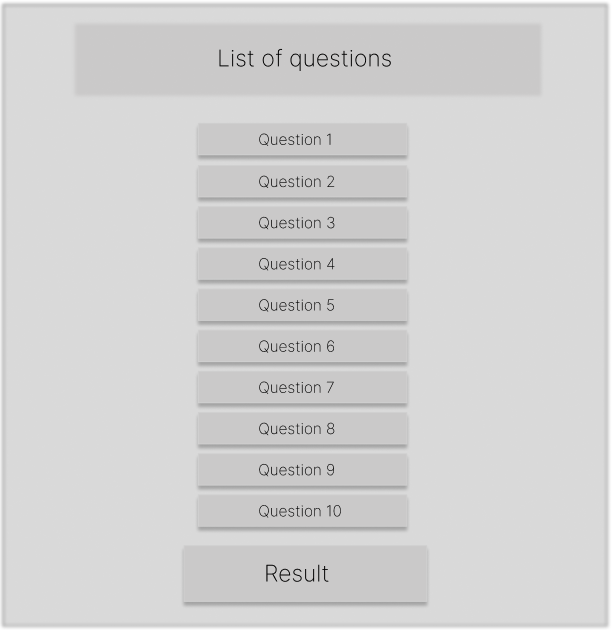 List of questions
Question 1
Question 2
Question 3
Question 4
Question 5
Question 6
Question 7
Question 8
Question 9
Question 10
Result